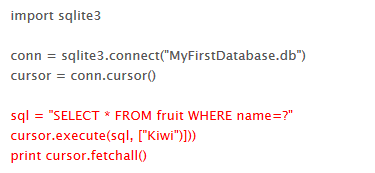 import sqlite3
conn = sqlite3.connect("MyFirstDatabase.db")
cursor = conn.cursor()
sql = "SELECT * FROM fruit WHERE name=?"
cursor.execute(sql, ["Kiwi")]))
print cursor.fetchall()